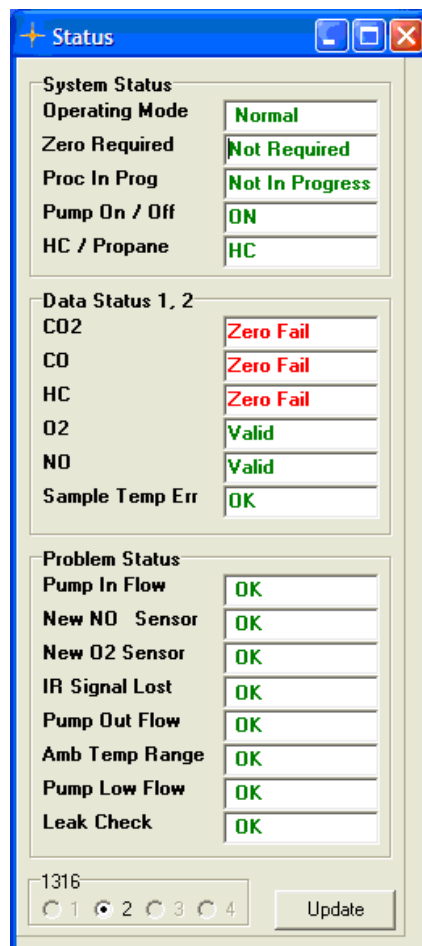 Status
System Status
Operating Mode Normal
Zero Required Not Required
Proc In Prog Not In Progress
Pump On / Off ON
HC / Propane HC
Data Status 1, 2
CO2 Zero Fail
CO Zero Fail
HC Zero Fail
O2 Valid
NO Valid
Sample Temp Err OK
Problem Status
Pump In Flow OK
New NO Sensor OK
New O2 Sensor OK
IR Signal Lost OK
Pump Out Flow OK
Amb Temp Range OK
Pump Low Flow OK
Leak Check OK
1316
1 2 3 4 Update